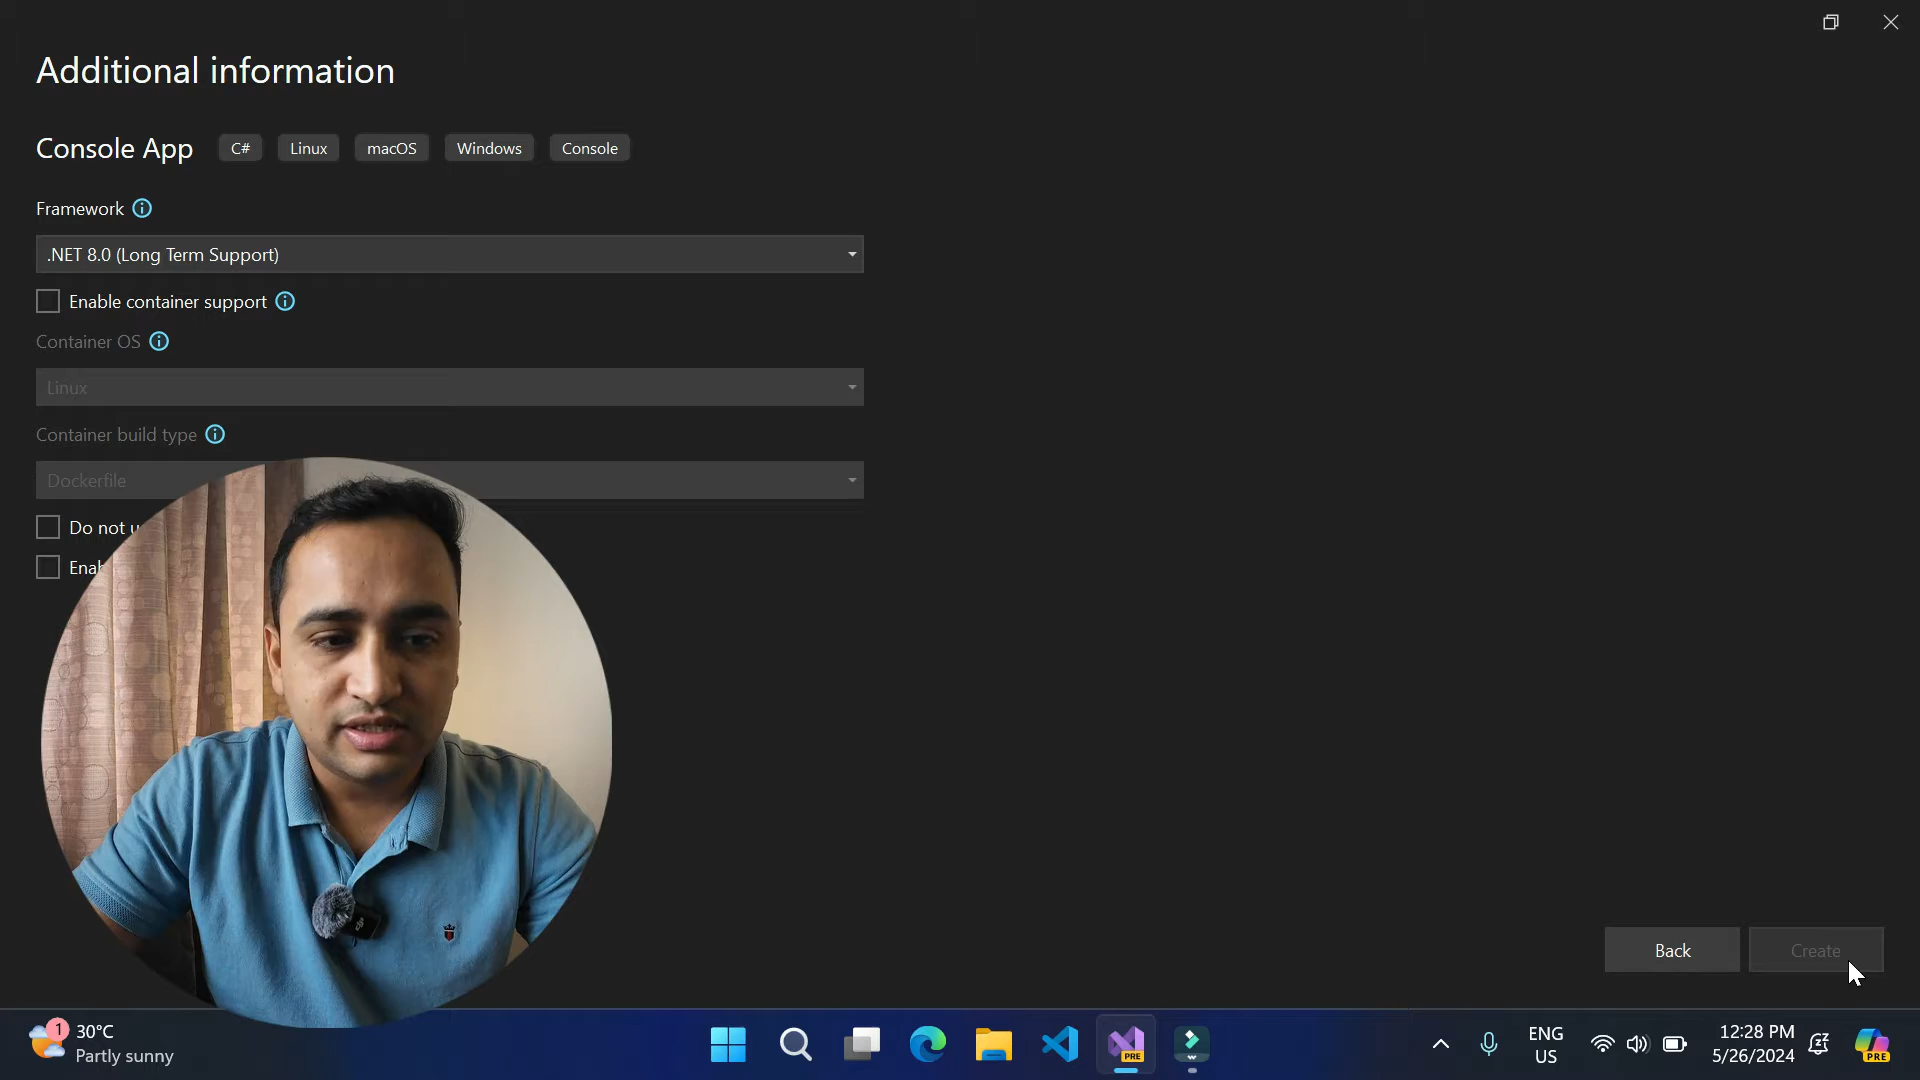 Additional information
Console App C# Linux macOS Windows Console
Framework
.NET 8.0 (Long Term Support)
Enable container support
Container OS
Linux
Container build type
Dockerfile
Do not
Back Create
1 30°C
Partly sunny
PRE
ENG
US
12:28 PM
5/26/2024
PRE